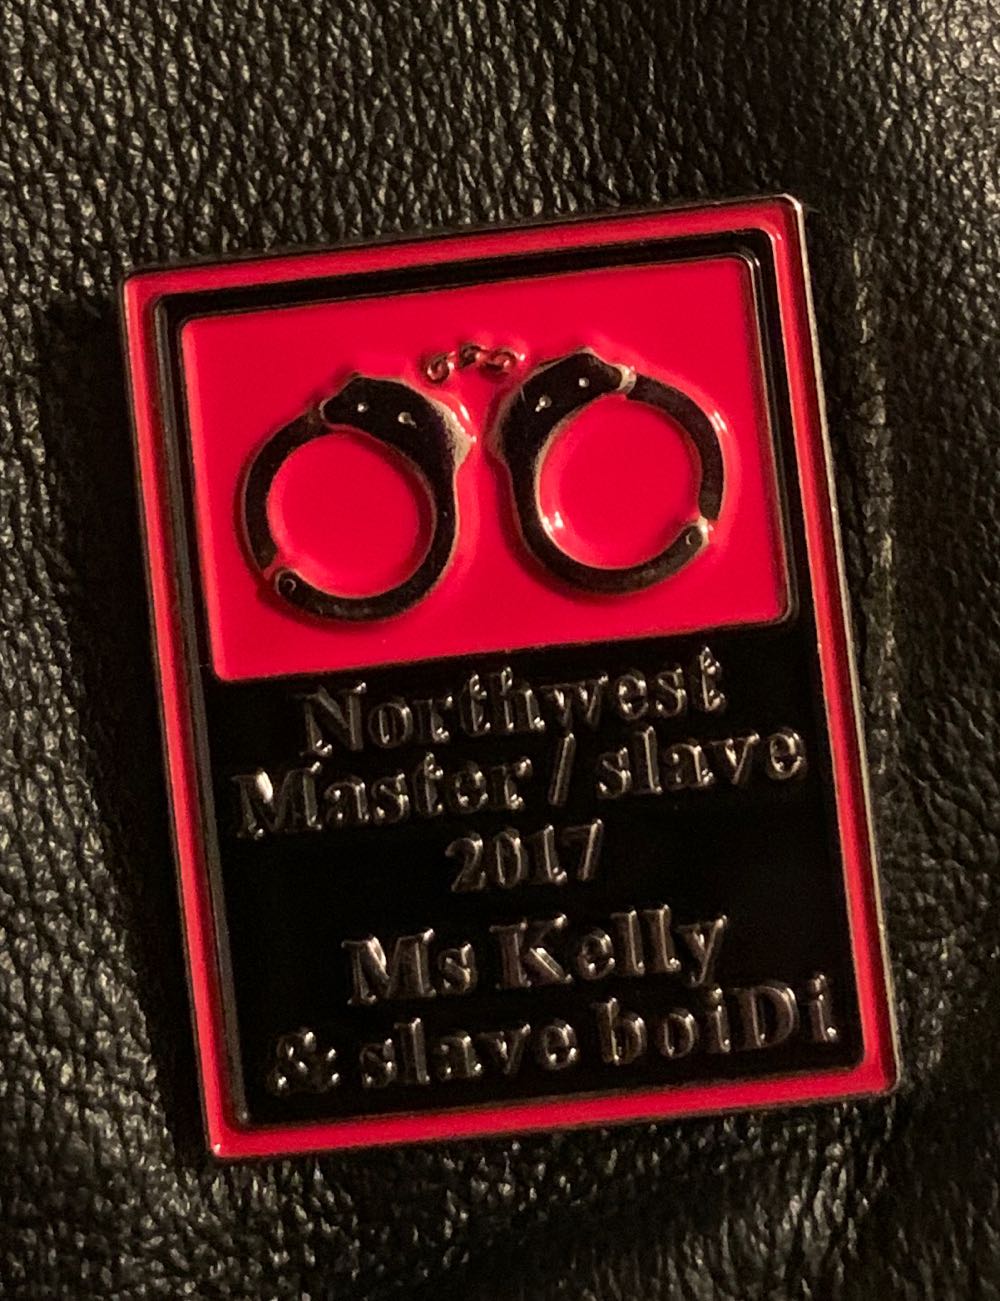 Northwest
Master / slave
2017
Ms Kelly
& slave boiDi